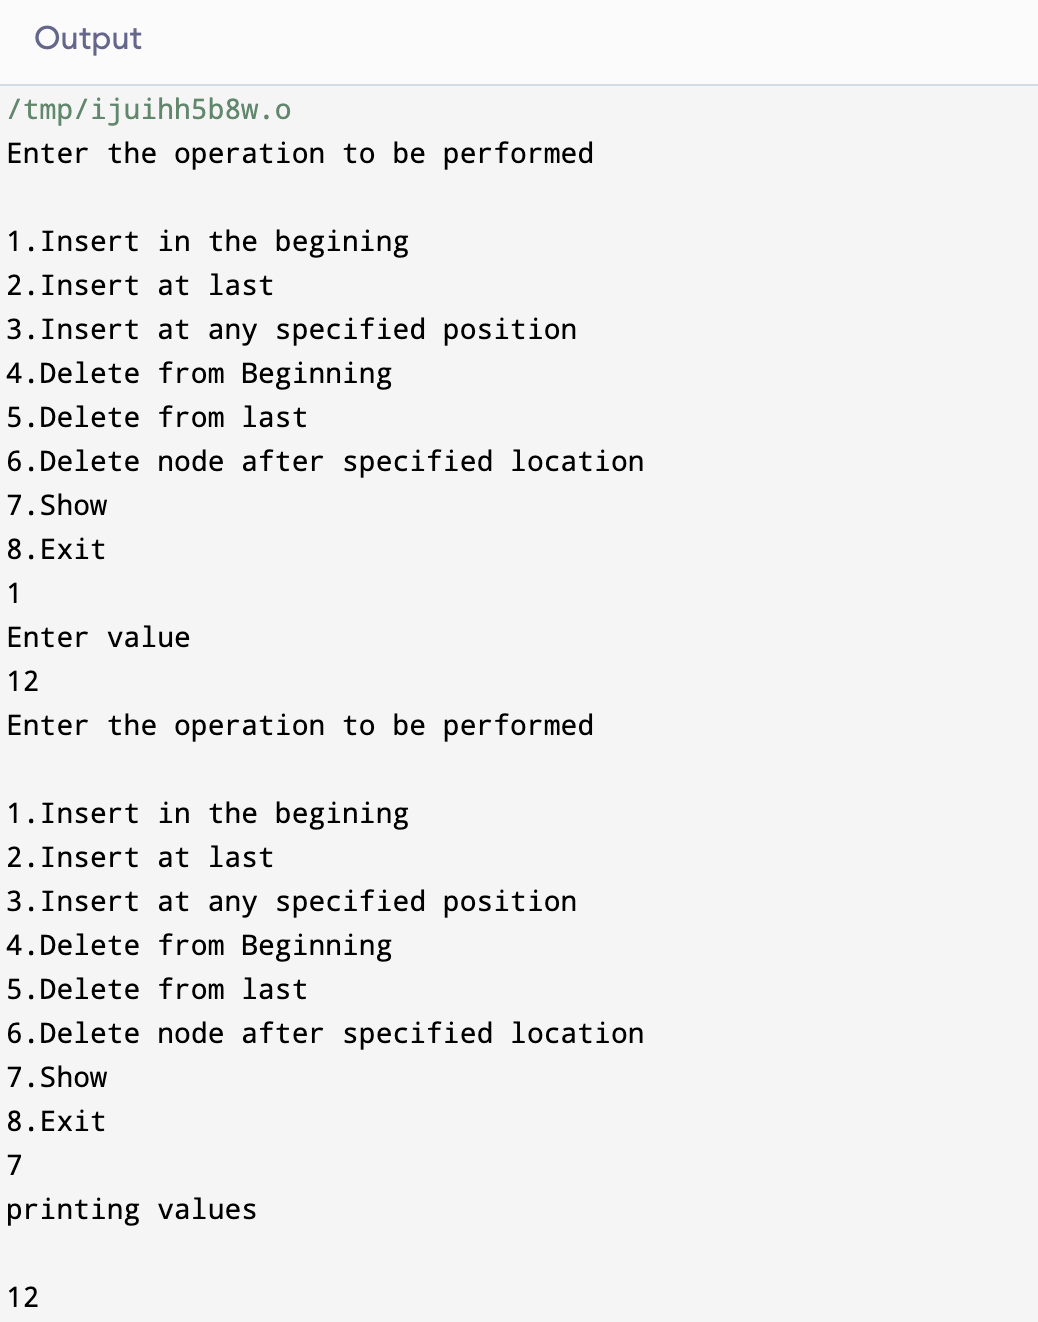 Output
/tmp/ijuihh5b8w.o
Enter the operation to be performed
1.Insert in the begining
2.Insert at last
3.Insert at any specified position
4.Delete from Beginning
5.Delete from last
6.Delete node after specified location
7.Show
8.Exit
1
Enter value
12
Enter the operation to be performed
1.Insert in the begining
2.Insert at last
3.Insert at any specified position
4.Delete from Beginning
5.Delete from last
6.Delete node after specified location
7.Show
8.Exit
7
printing values
12